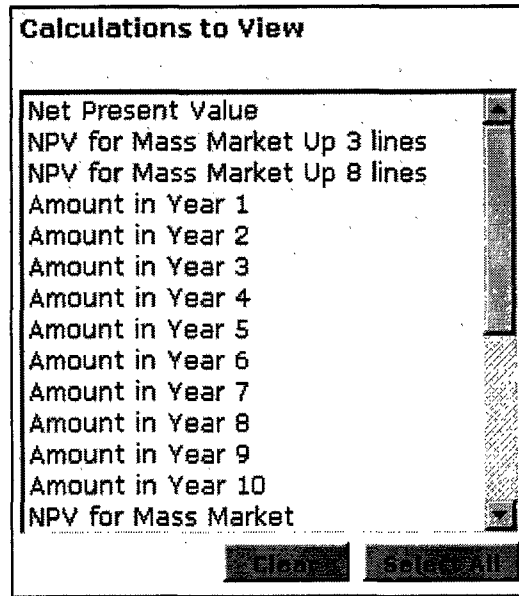 Calculations to View
Net Present Value
NPV for Mass Market Up 3 lines
NPV for Mass Market Up 8 lines
Amount in Year 1
Amount in Year 2
Amount in Year 3
Amount in Year 4
Amount in Year 5
Amount in Year 6
Amount in Year 7
Amount in Year 8
Amount in Year 9
Amount in Year 10
NPV for Mass Market
Clear Select All